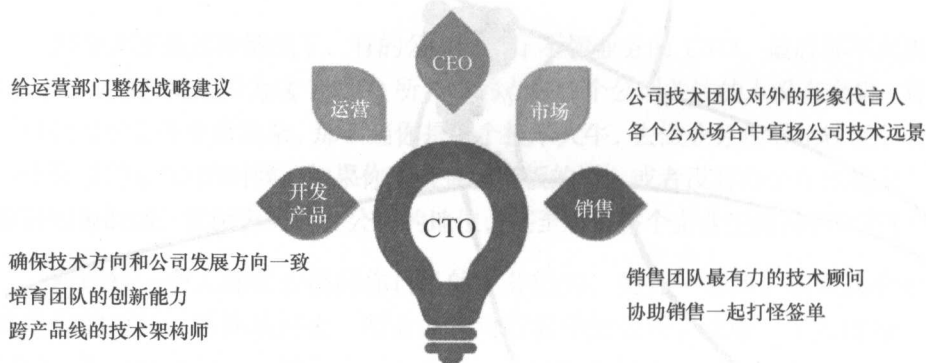 CEO
给运营部门整体战略建议
运营
市场
公司技术团队对外的形象代言人
各个公众场合中宣扬公司技术远景
开发
产品
CTO
销售
确保技术方向和公司发展方向一致
培育团队的创新能力
跨产品线的技术架构师
销售团队最有力的技术顾问
协助销售一起打怪签单